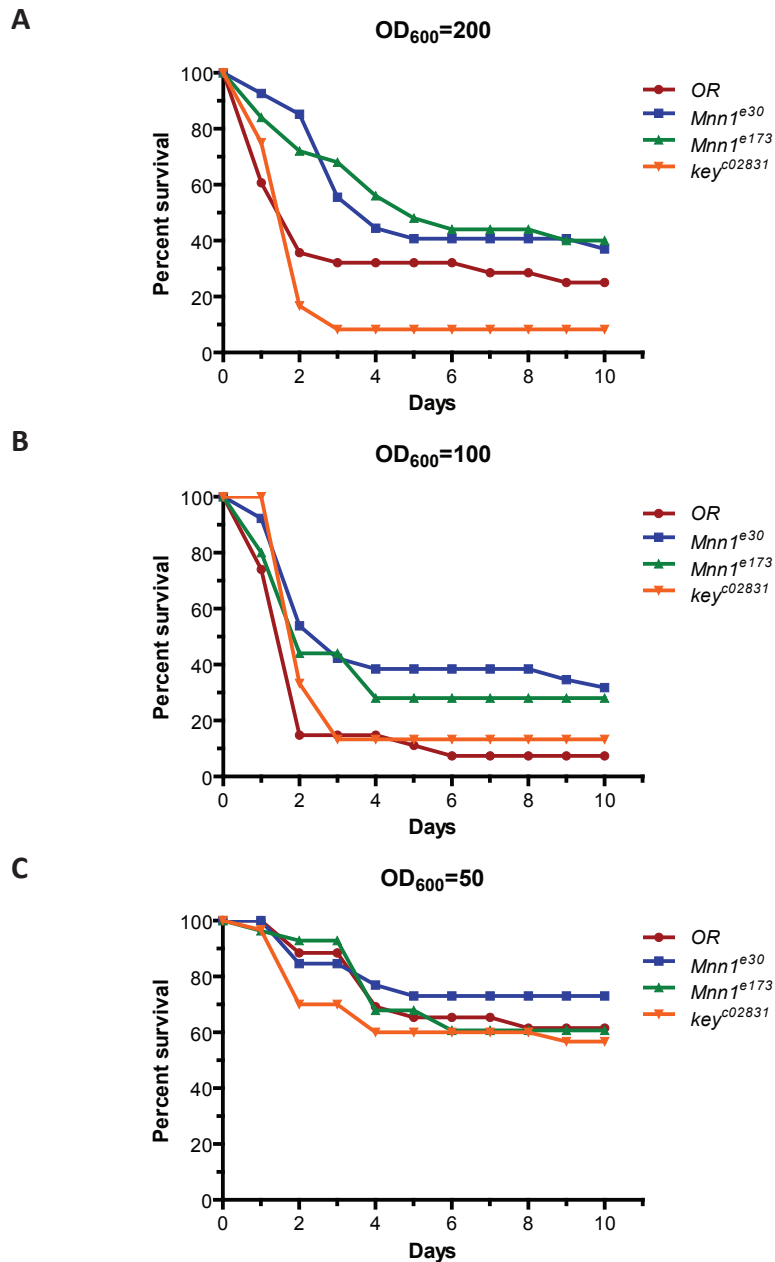 A
OD600=200
Percent survival
100
80
60
40
20
0
0 2 4 6 8 10
Days
OR
Mnn1e30
Mnn1e173
keyc02831
B
OD600=100
Percent survival
100
80
60
40
20
0
0 2 4 6 8 10
Days
OR
Mnn1e30
Mnn1e173
keyc02831
C
OD600=50
Percent survival
100
80
60
40
20
0
0 2 4 6 8 10
Days
OR
Mnn1e30
Mnn1e173
keyc02831